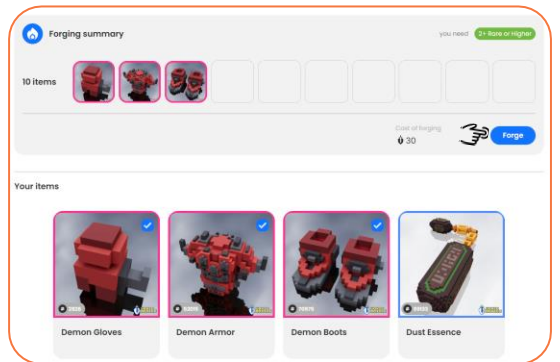 Forging summary
you need
2+ Rare or Higher
10 items
Cost of forging
30
Forge
Your items
Demon Gloves
Demon Armor
Demon Boots
Dust Essence